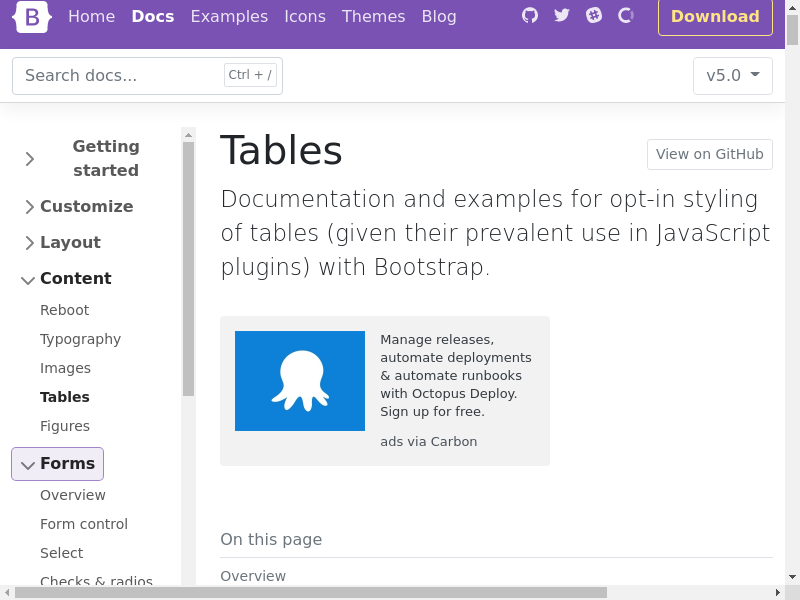 B
Home Docs Examples Icons Themes Blog Download
Search docs... Ctrl + / v5.0
Getting
started
Customize
Layout
Content
Reboot
Typography
Images
Tables
Figures
Forms
Overview
Form control
Select
Checks & radios
Tables
View on GitHub
Documentation and examples for opt-in styling
of tables (given their prevalent use in JavaScript
plugins) with Bootstrap.
Manage releases,
automate deployments
& automate runbooks
with Octopus Deploy.
Sign up for free.
ads via Carbon
On this page
Overview